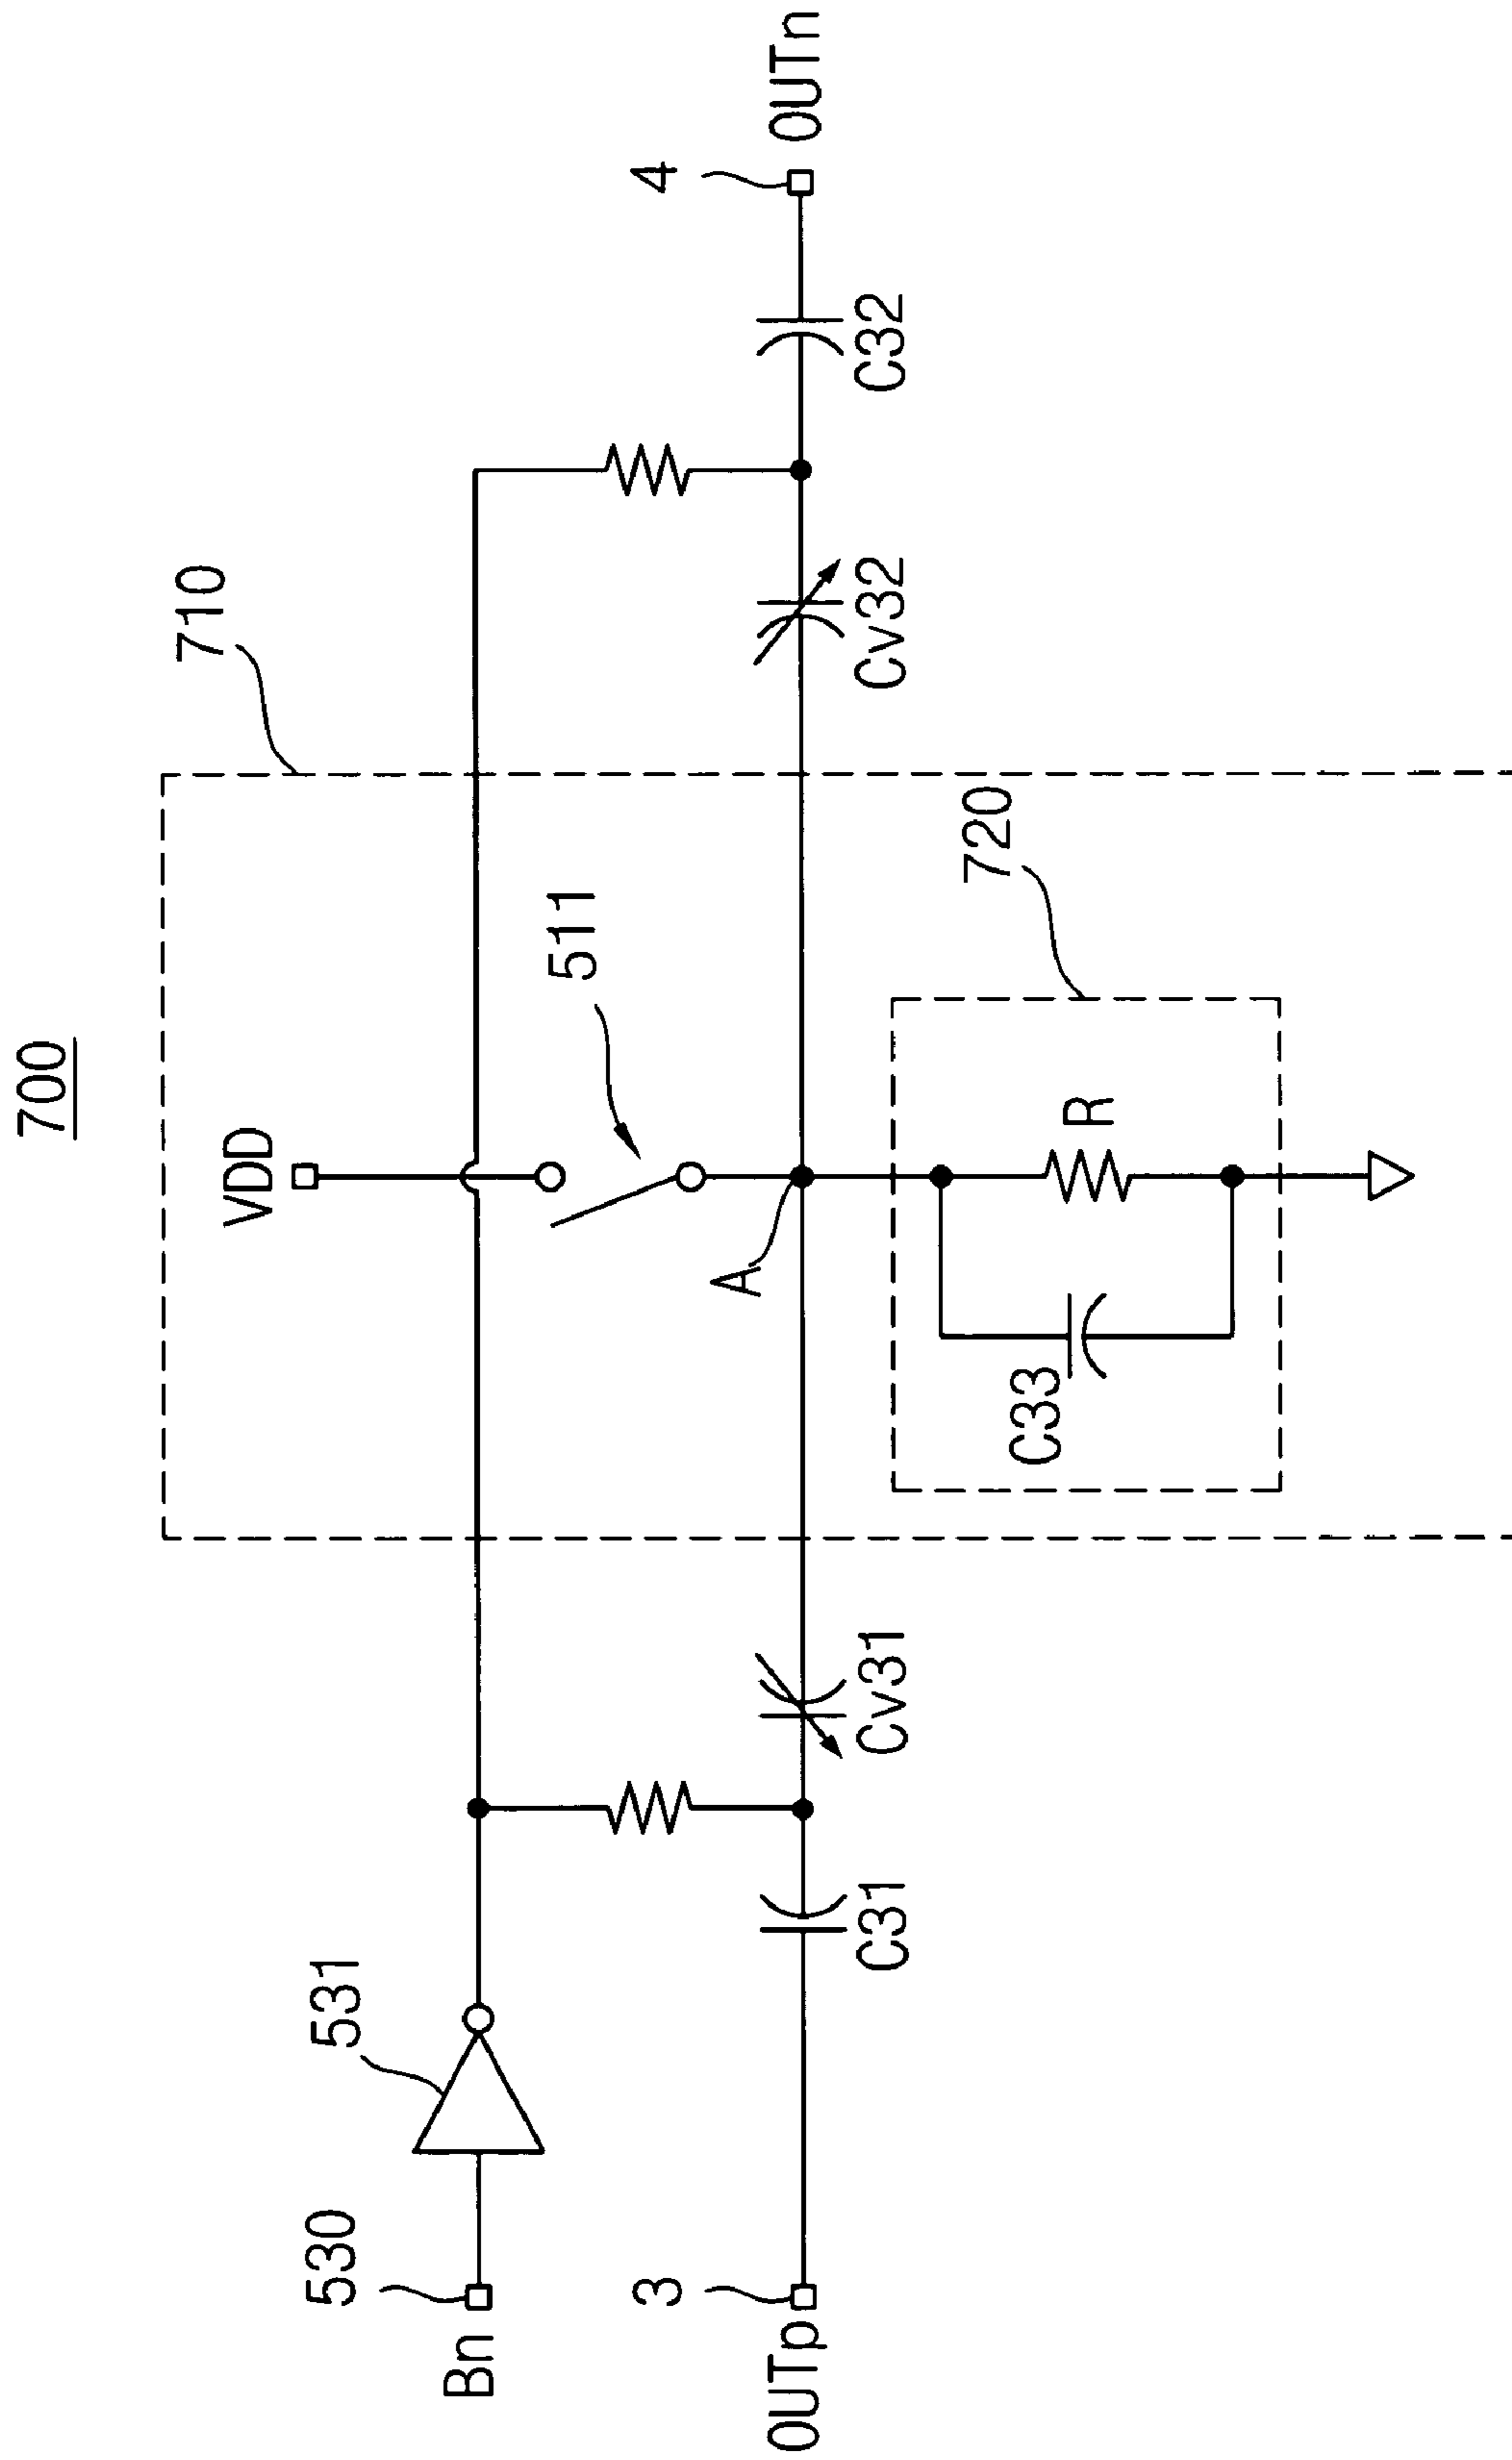 700
710
VDD
511
720
A
R
C33
Bn
530
531
OUTp
3
C31
Cv31
Cv32
C32
4
OUTn